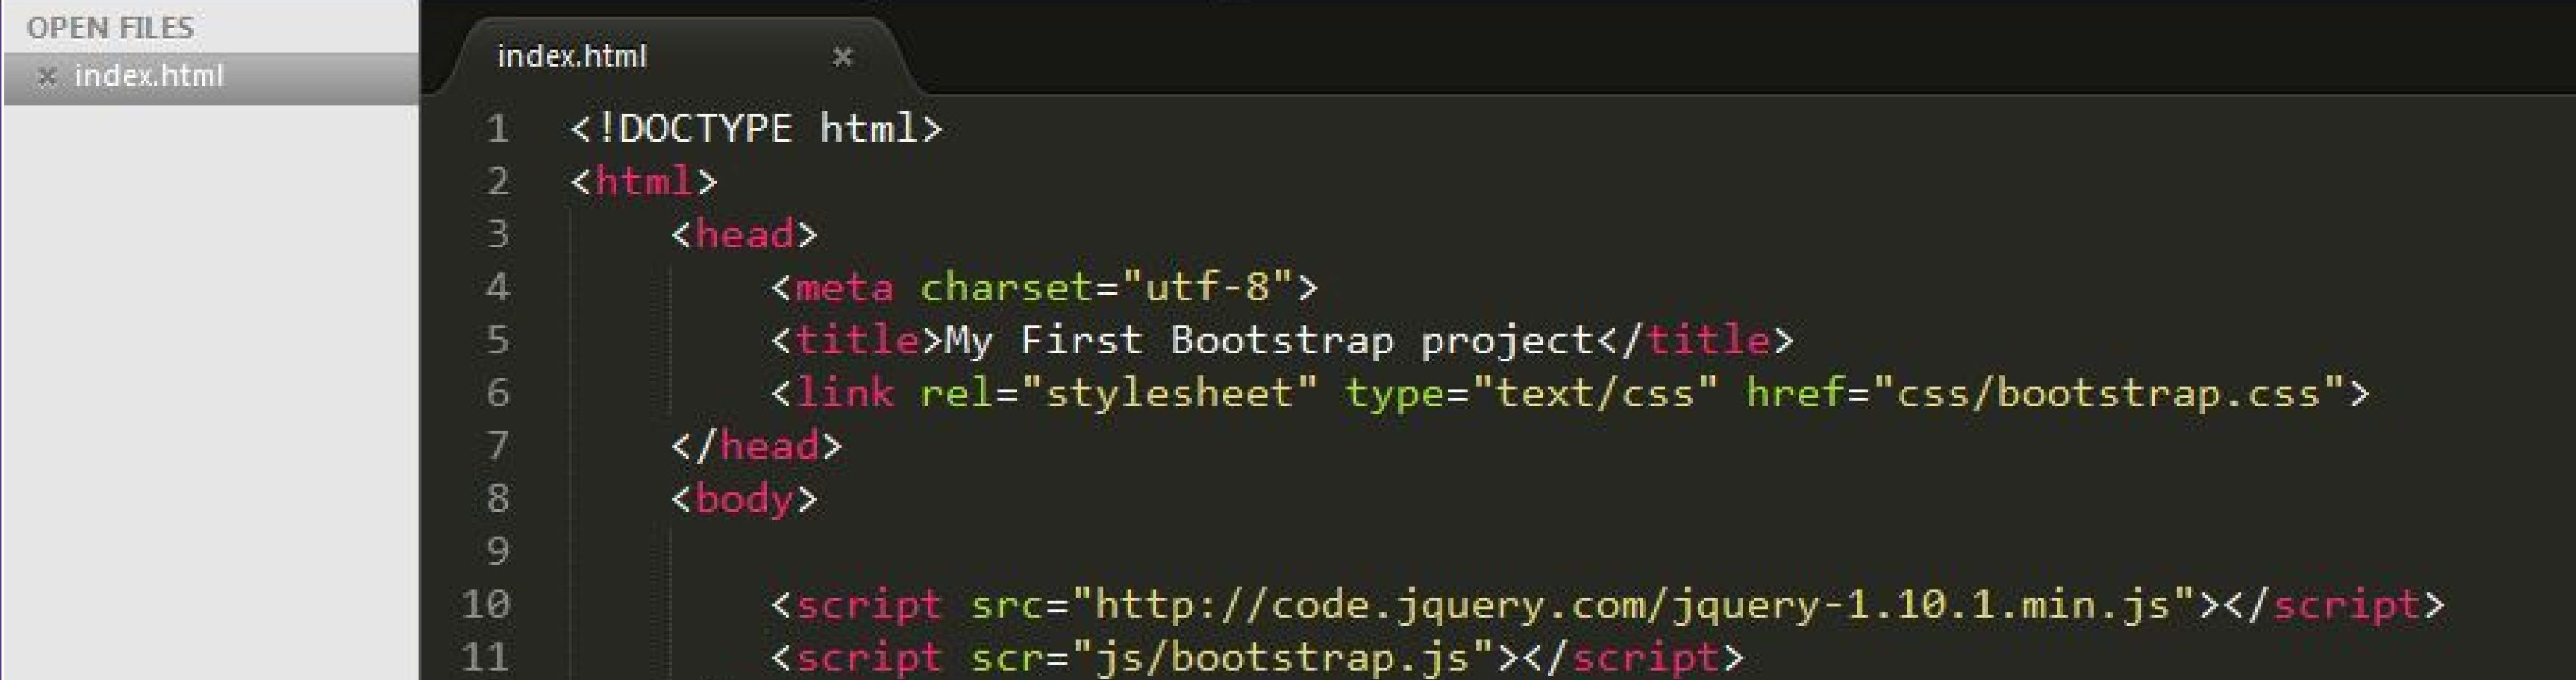 OPEN FILES
× index.html
index.html ×
1 <!DOCTYPE html>
2 <html>
3 <head>
4 <meta charset="utf-8">
5 <title>My First Bootstrap project</title>
6 <link rel="stylesheet" type="text/css" href="css/bootstrap.css">
7 </head>
8 <body>
9
10 <script src="http://code.jquery.com/jquery-1.10.1.min.js"></script>
11 <script scr="js/bootstrap.js"></script>